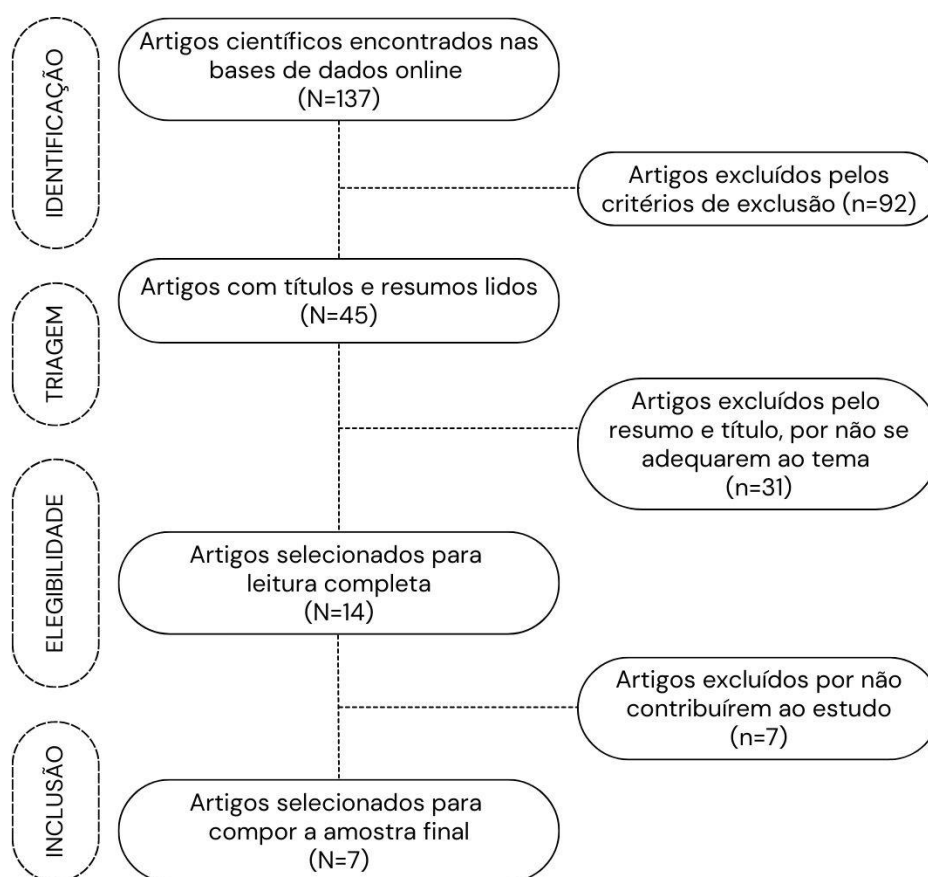 IDENTIFICAÇÃO
Artigos científicos encontrados nas
bases de dados online
(N=137)
Artigos excluídos pelos
critérios de exclusão (n=92)
TRIAGEM
Artigos com títulos e resumos lidos
(N=45)
Artigos excluídos pelo
resumo e título, por não se
adequarem ao tema
(n=31)
ELEGIBILIDADE
Artigos selecionados para
leitura completa
(N=14)
Artigos excluídos por não
contribuírem ao estudo
(n=7)
INCLUSÃO
Artigos selecionados para
compor a amostra final
(N=7)